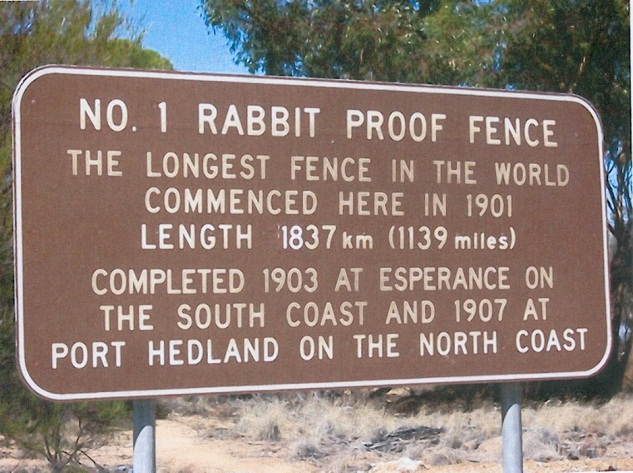 NO. 1 RABBIT PROOF FENCE
THE LONGEST FENCE IN THE WORLD
COMMENCED HERE IN 1901
LENGTH 1837 km (1139 miles)
COMPLETED 1903 AT ESPERANCE ON
THE SOUTH COAST AND 1907 AT
PORT HEDLAND ON THE NORTH COAST